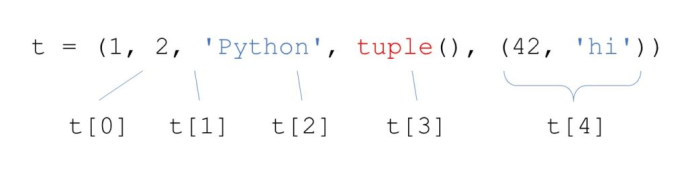 t = (1, 2, 'Python', tuple(), (42, 'hi'))
t[0] t[1] t[2] t[3] t[4]